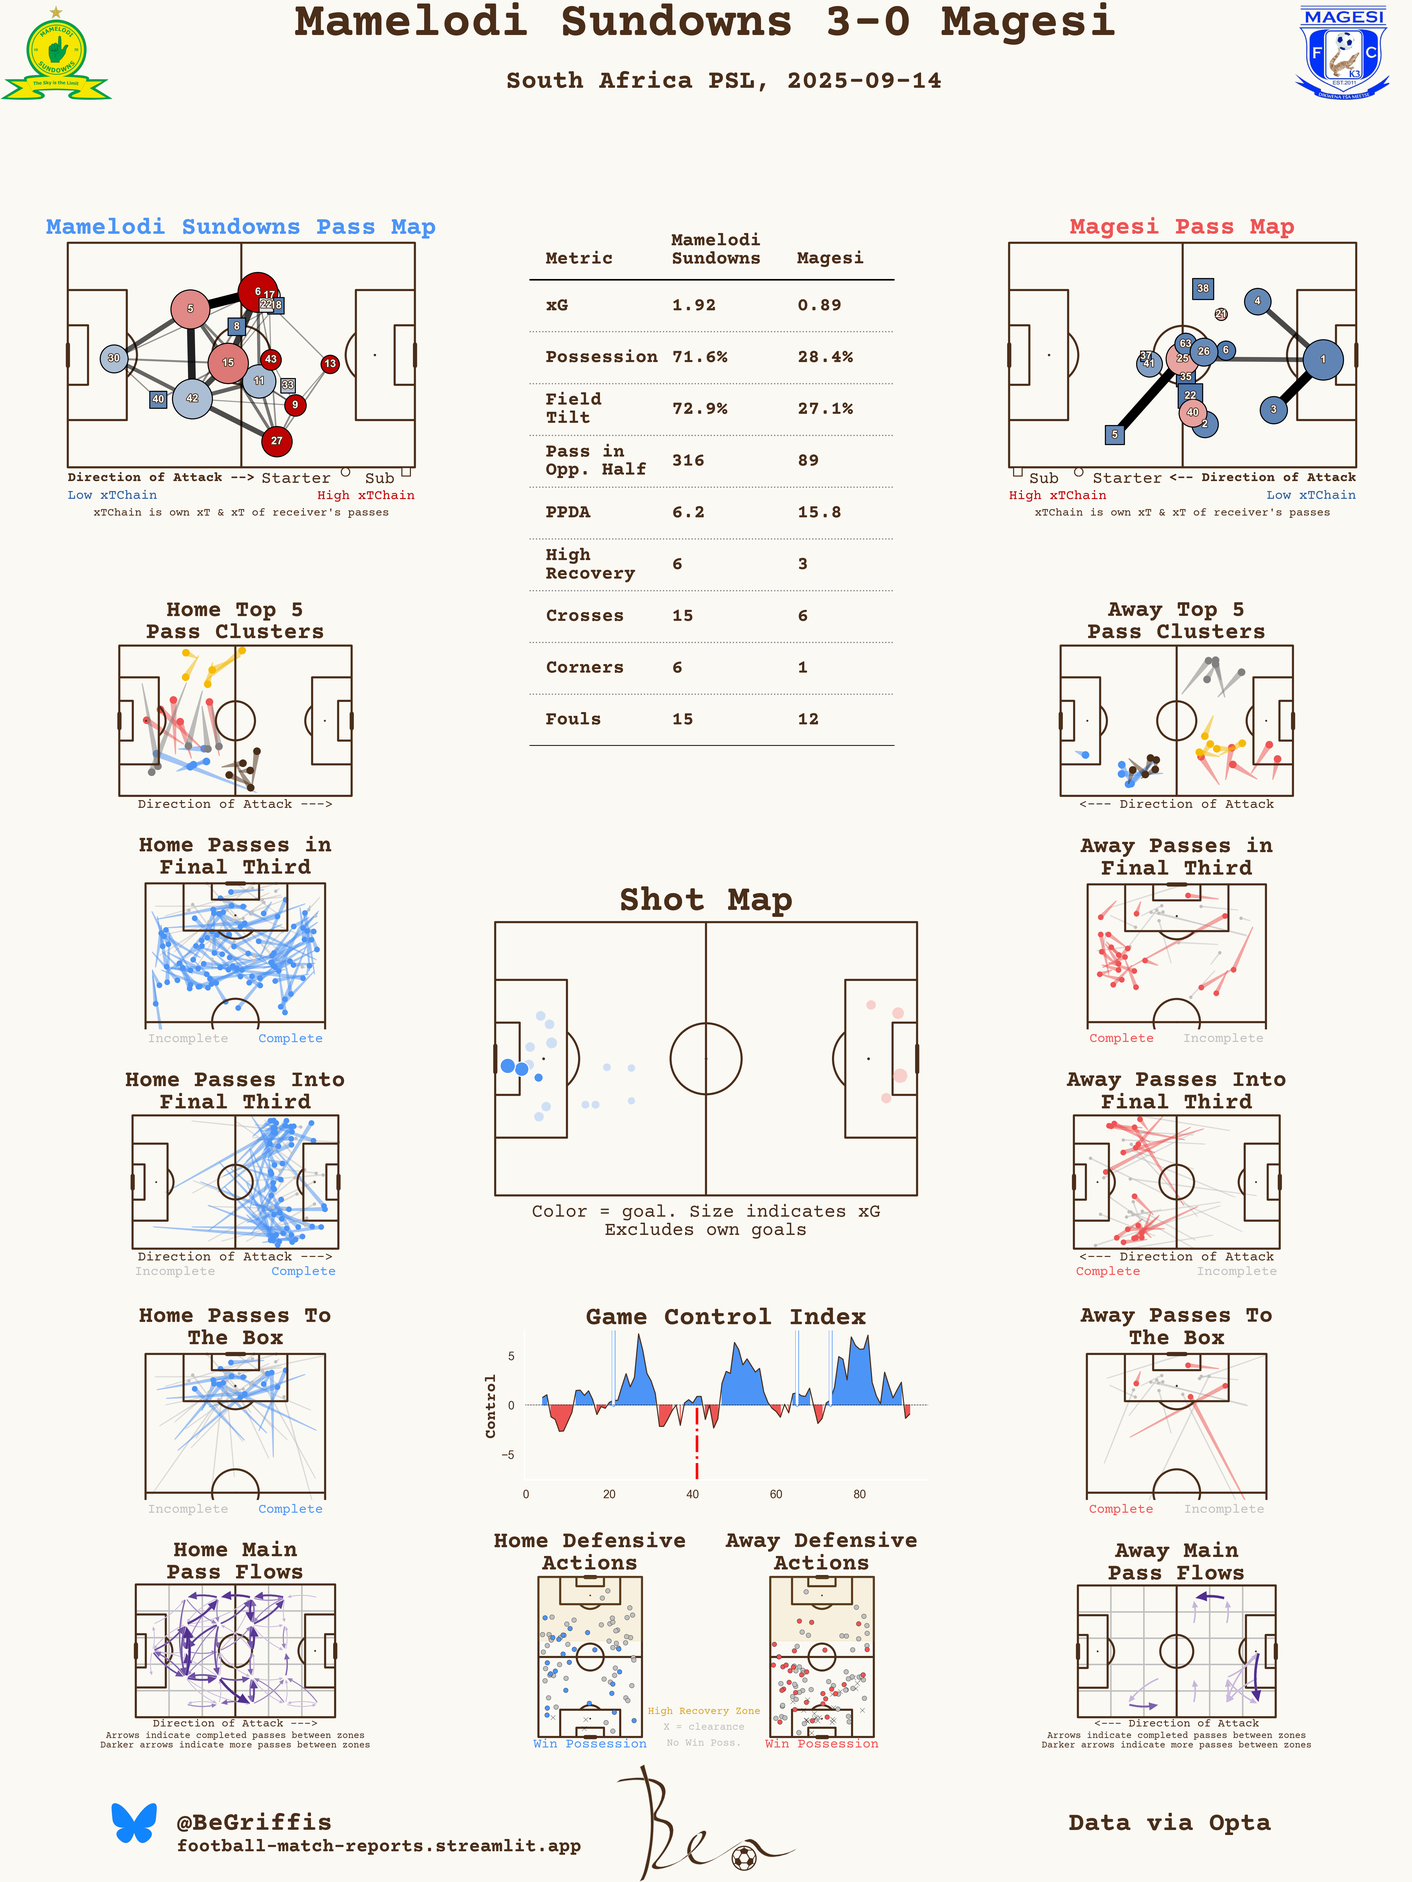 Mamelodi Sundowns 3-0 Magesi
South Africa PSL, 2025-09-14
MAMELODI
SUNDOWNS
The Sky is the Limit
MAGESI
F C
K3
EST.2011
Mamelodi Sundowns Pass Map
5
6
17
22
18
8
30
15
43
13
11
33
40
42
9
27
Direction of Attack --> Starter Sub
Low xTChain High xTChain
xTChain is own xT & xT of receiver's passes
Metric Mamelodi Sundowns Magesi
xG 1.92 0.89
Possession 71.6% 28.4%
Field Tilt 72.9% 27.1%
Pass in Opp. Half 316 89
PPDA 6.2 15.8
High Recovery 6 3
Crosses 15 6
Corners 6 1
Fouls 15 12
Magesi Pass Map
38
4
21
63
37
41
25
26
6
1
35
22
40
2
3
5
Sub Starter <-- Direction of Attack
High xTChain Low xTChain
xTChain is own xT & xT of receiver's passes
Home Top 5
Pass Clusters
Direction of Attack --->
Away Top 5
Pass Clusters
<--- Direction of Attack
Home Passes in
Final Third
Incomplete Complete
Away Passes in
Final Third
Complete Incomplete
Shot Map
Color = goal. Size indicates xG
Excludes own goals
Home Passes Into
Final Third
Direction of Attack --->
Incomplete Complete
Away Passes Into
Final Third
<--- Direction of Attack
Complete Incomplete
Home Passes To
The Box
Incomplete Complete
Game Control Index
Control
5
0
−5
0 20 40 60 80
Away Passes To
The Box
Complete Incomplete
Home Main
Pass Flows
Direction of Attack --->
Arrows indicate completed passes between zones
Darker arrows indicate more passes between zones
Home Defensive
Actions
Win Possession
High Recovery Zone
X = clearance
No Win Poss.
Away Defensive
Actions
Win Possession
Away Main
Pass Flows
<--- Direction of Attack
Arrows indicate completed passes between zones
Darker arrows indicate more passes between zones
@BeGriffis
football-match-reports.streamlit.app
Ben
Data via Opta